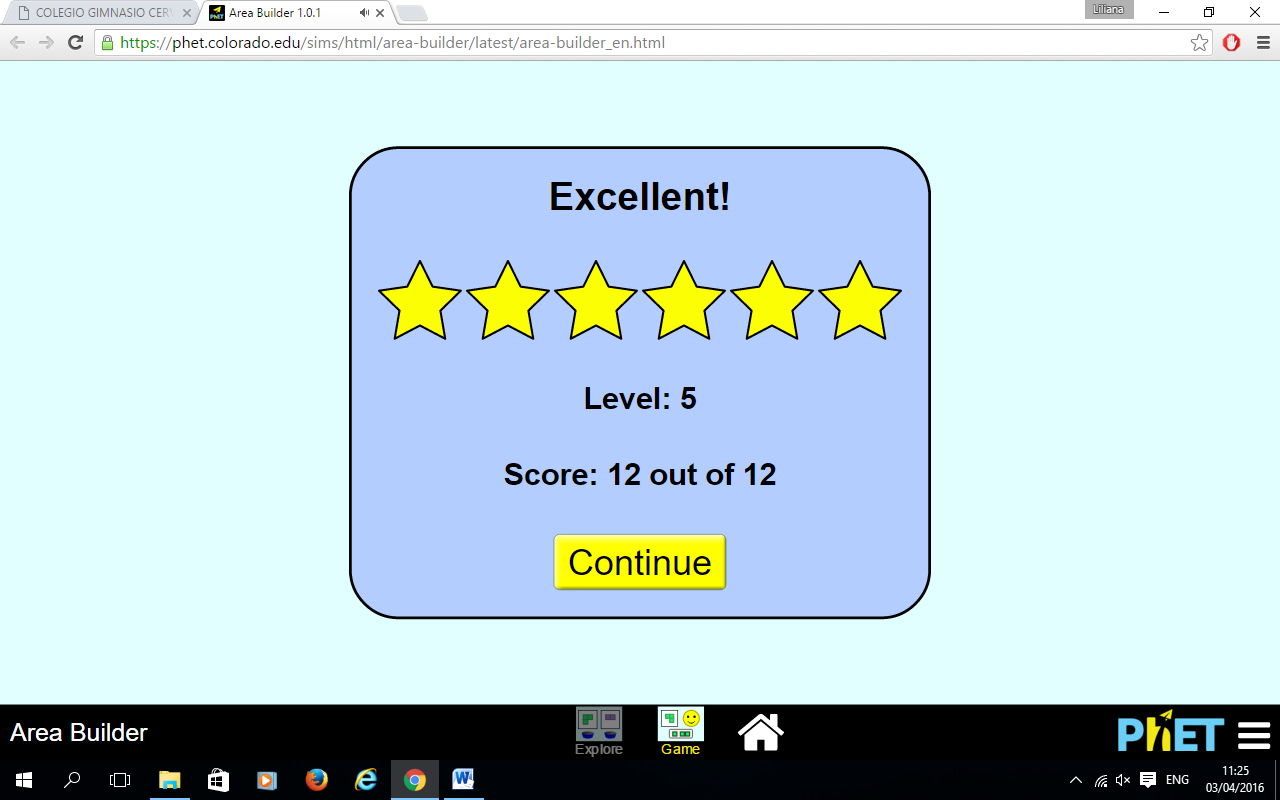 COLEGIO GIMNASIO CERV
Area Builder 1.0.1
Liliana
https://phet.colorado.edu/sims/html/area-builder/latest/area-builder_en.html
Excellent!
Level: 5
Score: 12 out of 12
Continue
Area Builder
Explore
Game
PhET
ENG
11:25
03/04/2016